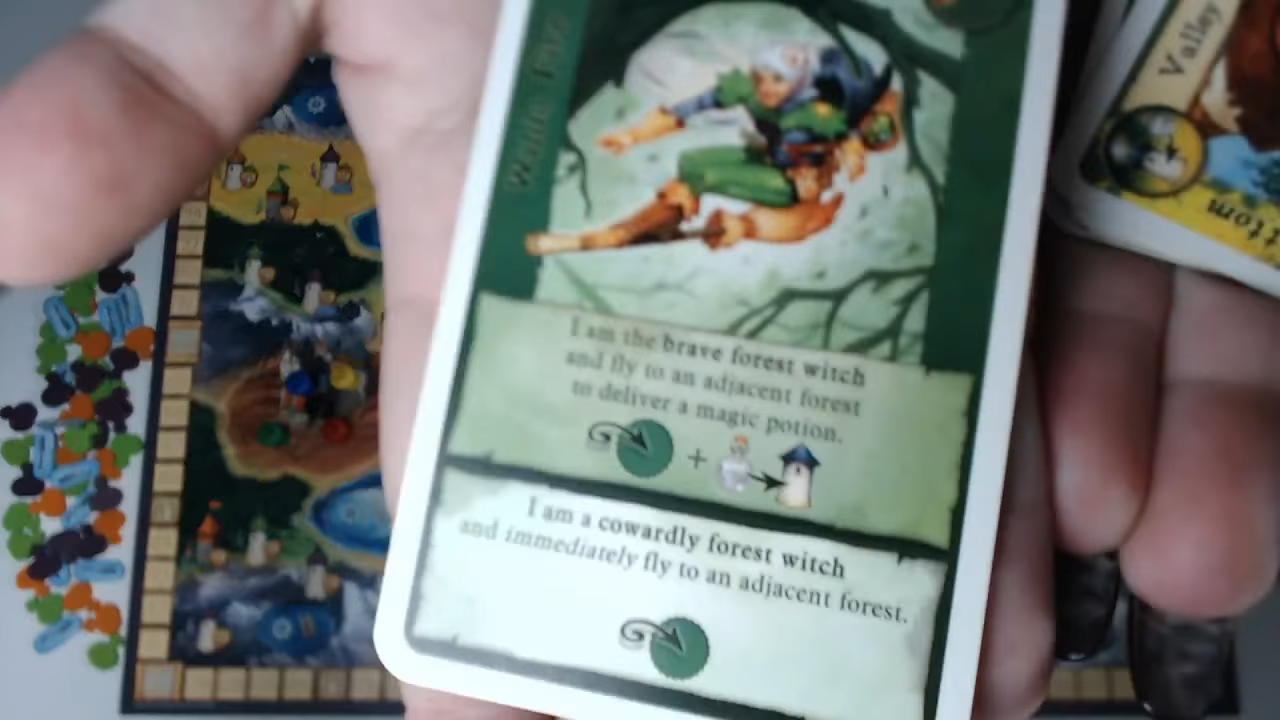 I am the brave forest witch
and fly to an adjacent forest
to deliver a magic potion.
+
I am a cowardly forest witch
and immediately fly to an adjacent forest.
Valley